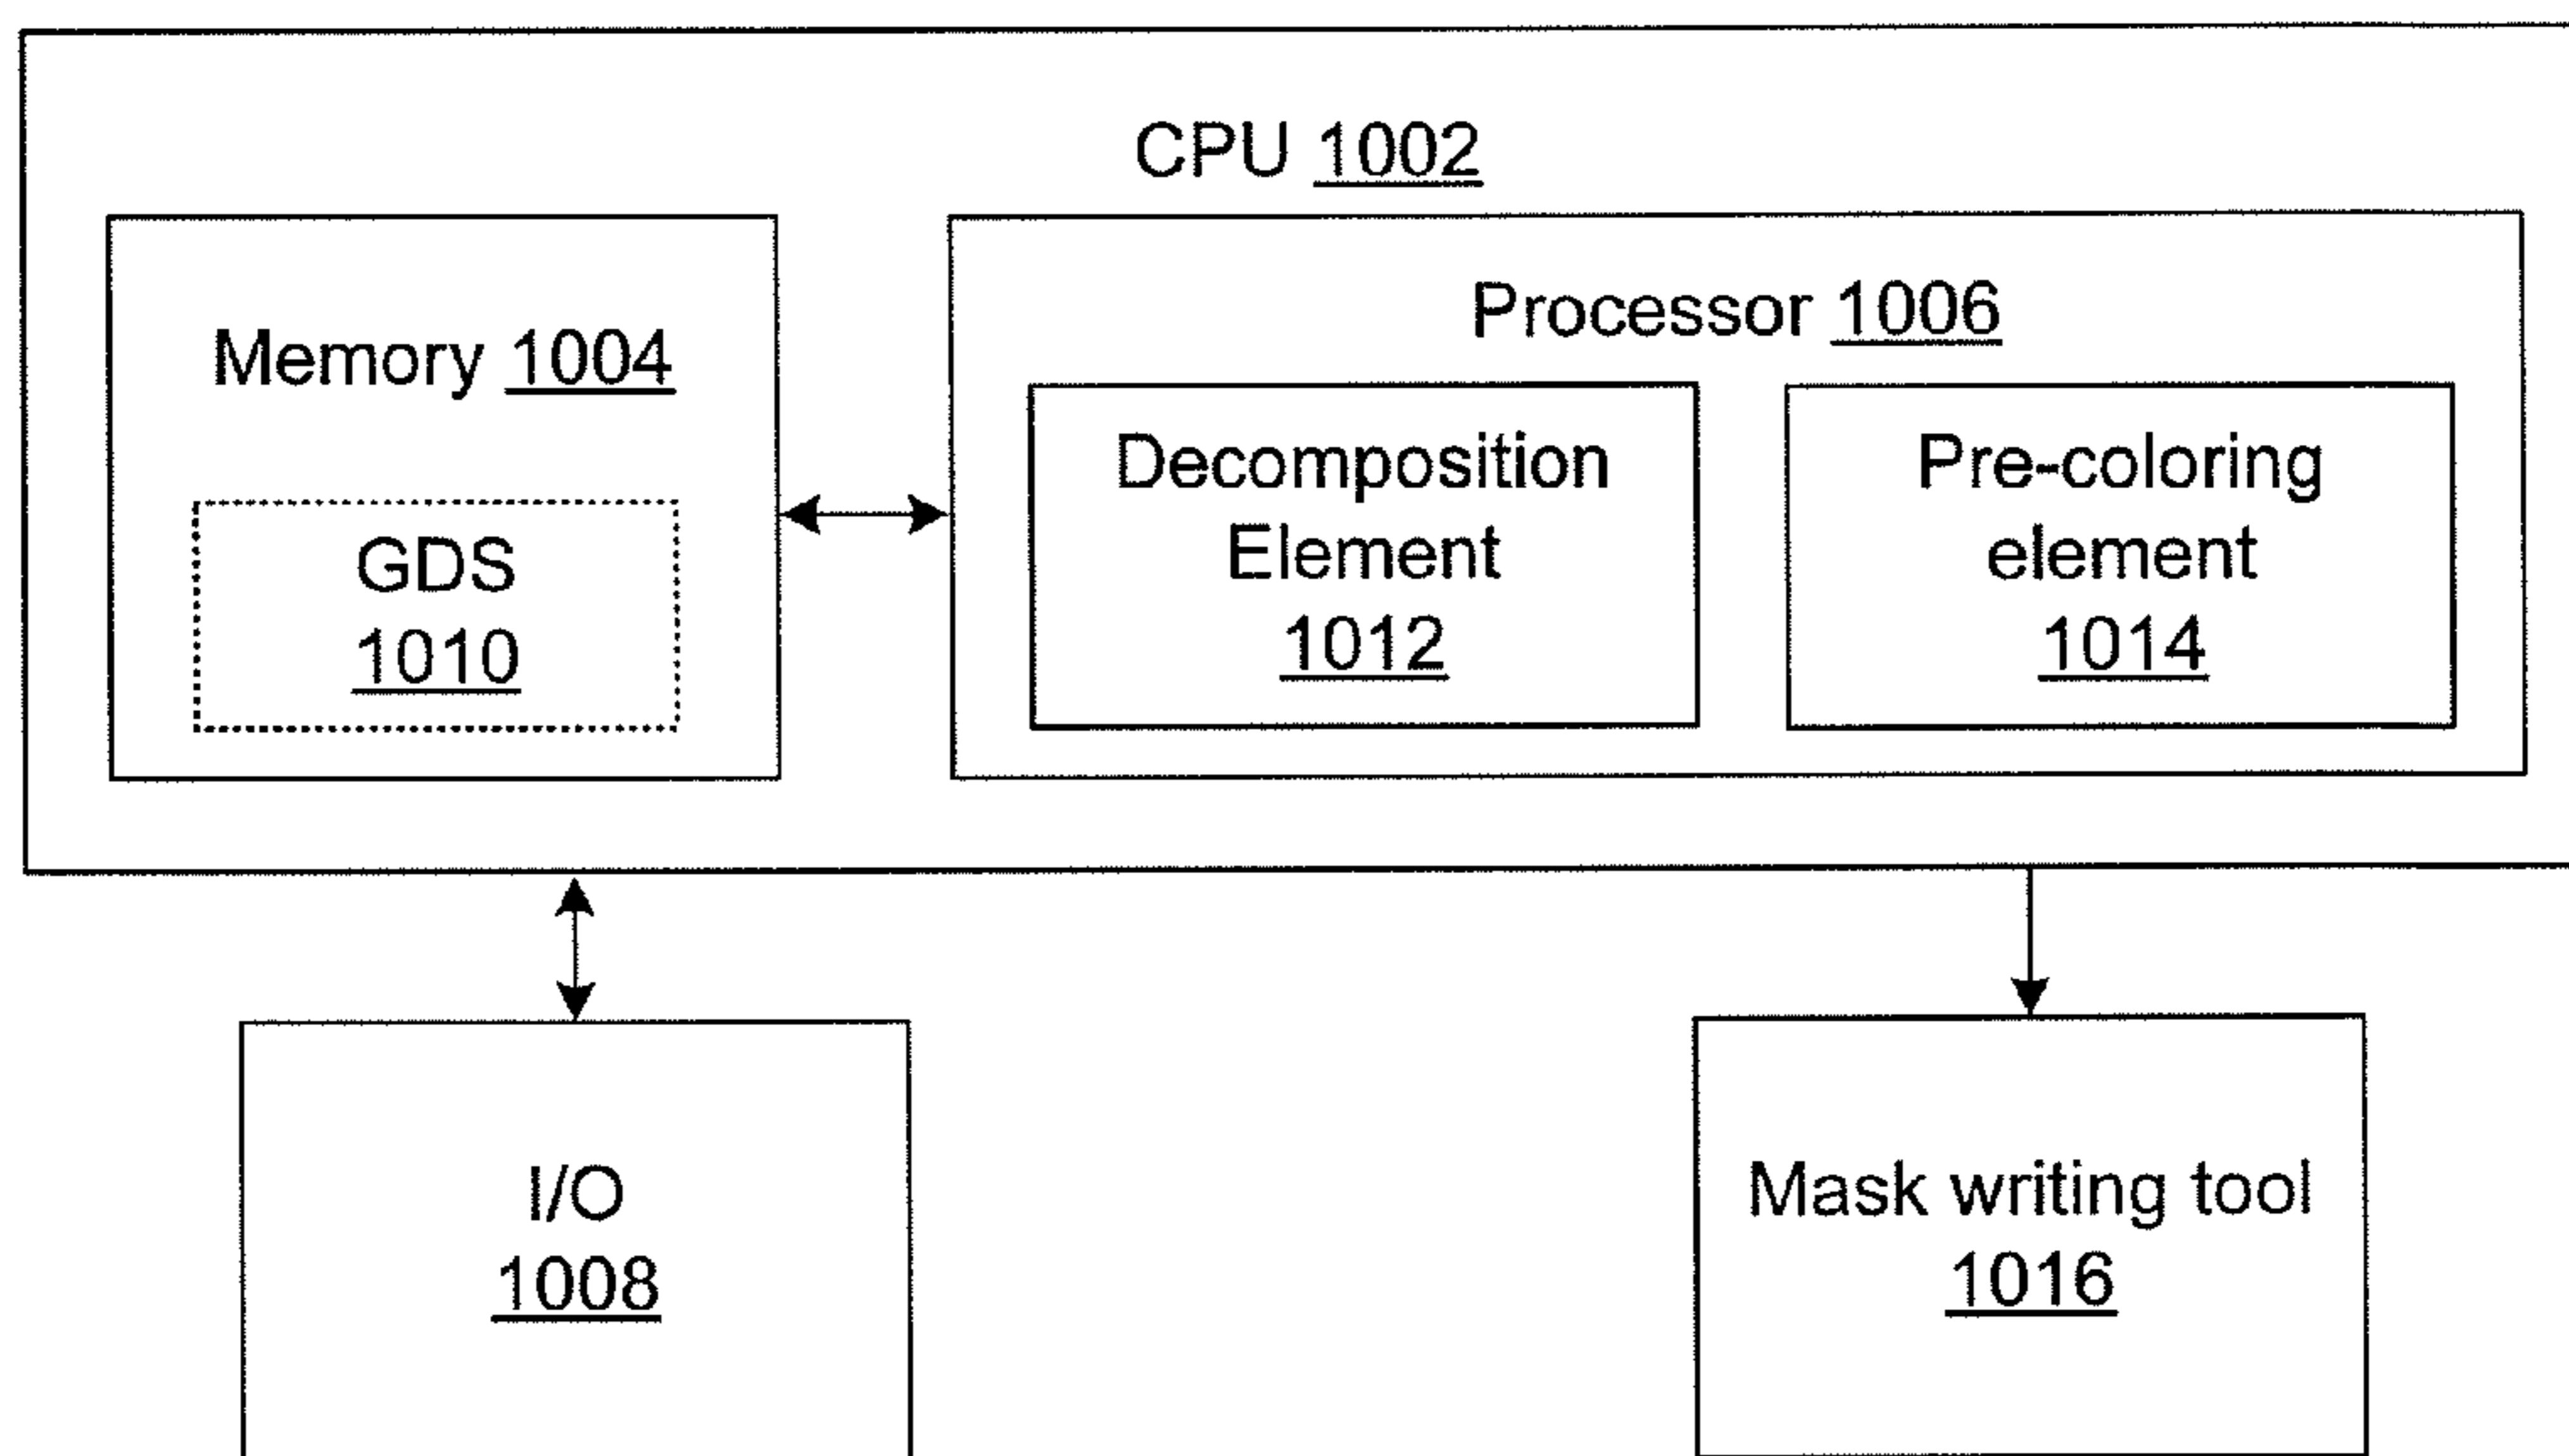 CPU 1002
Memory 1004
GDS
1010
Processor 1006
Decomposition
Element
1012
Pre-coloring
element
1014
I/O
1008
Mask writing tool
1016